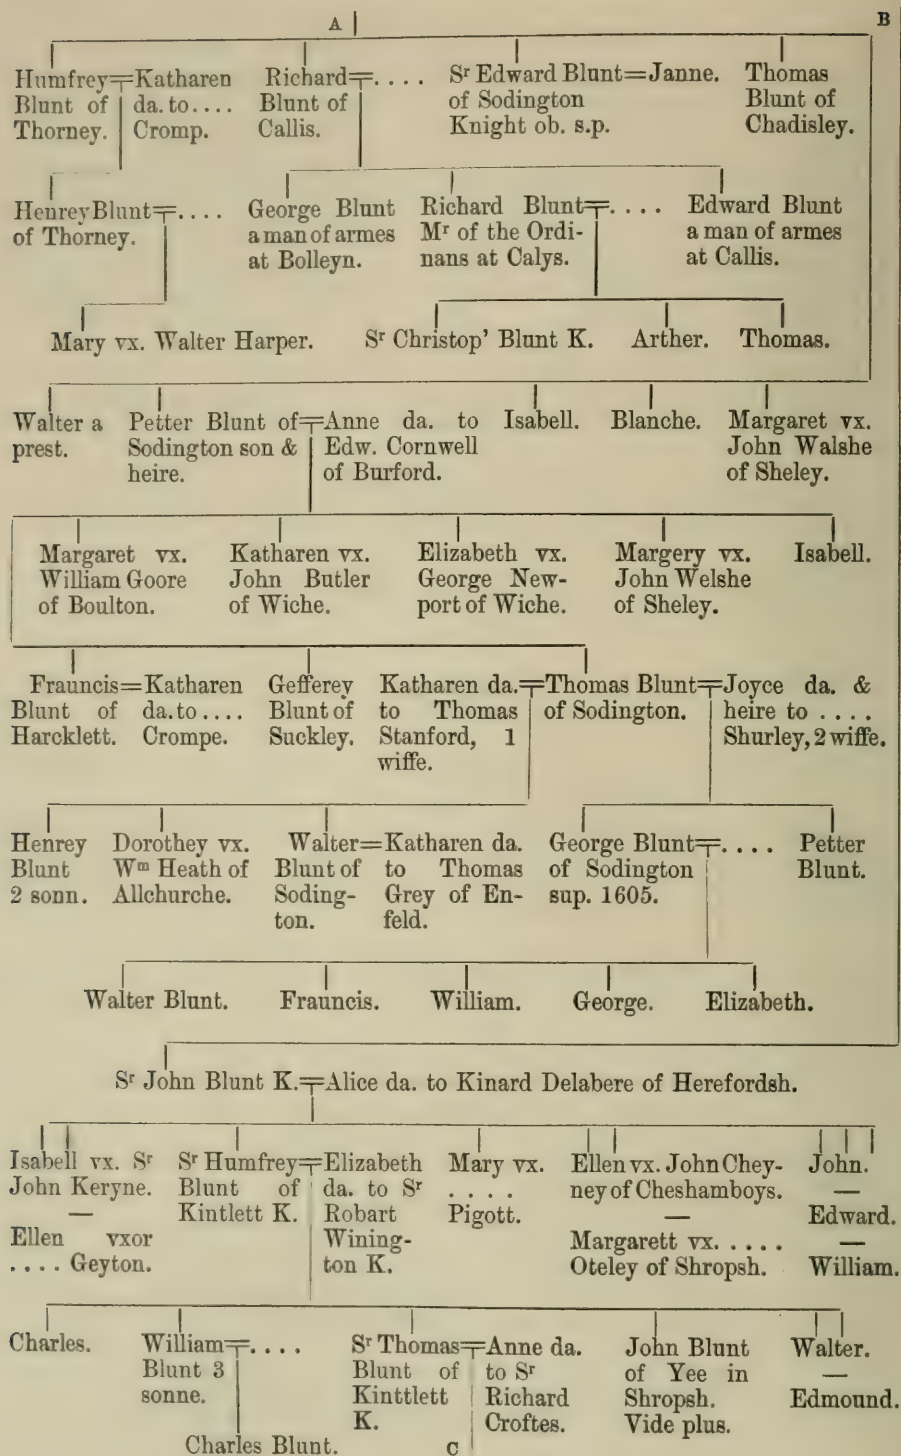 A B
Humfrey=Katharen Richard=.... Sr Edward Blunt=Janne. Thomas
Blunt of da. to.... Blunt of of Sodington Blunt of
Thorney. Cromp. Callis. Knight ob. s.p. Chadisley.
Henrey Blunt=.... George Blunt Richard Blunt=.... Edward Blunt
of Thorney. a man of armes Mr of the Ordi- a man of armes
at Bolleyn. nans at Calys. at Callis.
Mary vx. Walter Harper. Sr Christop' Blunt K. Arther. Thomas.
Walter a Petter Blunt of=Anne da. to Isabell. Blanche. Margaret vx.
prest. Sodington son & Edw. Cornwell John Walshe
heire. of Burford. of Sheley.
Margaret vx. Katharen vx. Elizabeth vx. Margery vx. Isabell.
William Goore John Butler George New- John Welshe
of Boulton. of Wiche. port of Wiche. of Sheley.
Frauncis=Katharen Gefferey Katharen da.=Thomas Blunt=Joyce da. &
Blunt of da. to.... Blunt of to Thomas of Sodington. heire to ....
Harcklett. Crompe. Suckley. Stanford, 1 Shurley, 2 wiffe.
wiffe.
Henrey Dorothey vx. Walter=Katharen da. George Blunt=.... Petter
Blunt Wm Heath of Blunt of to Thomas of Sodington Blunt.
2 sonn. Allchurche. Soding- Grey of En- sup. 1605.
ton. feld.
Walter Blunt. Frauncis. William. George. Elizabeth.
Sr John Blunt K.=Alice da. to Kinard Delabere of Herefordsh.
Isabell vx. Sr Sr Humfrey=Elizabeth Mary vx. Ellen vx. John Chey- John.
John Keryne. Blunt of da. to Sr .... ney of Cheshamboys. —
— Kintlett K. Robart Pigott. — Edward.
Ellen vxor Wining- Margarett vx. ..... —
.... Geyton. ton K. Oteley of Shropsh. William.
Charles. William=.... Sr Thomas=Anne da. John Blunt Walter.
Blunt 3 Blunt of to Sr of Yee in —
sonne. Kinttlett Richard Shropsh. Edmound.
K. Croftes. Vide plus.
Charles Blunt. C